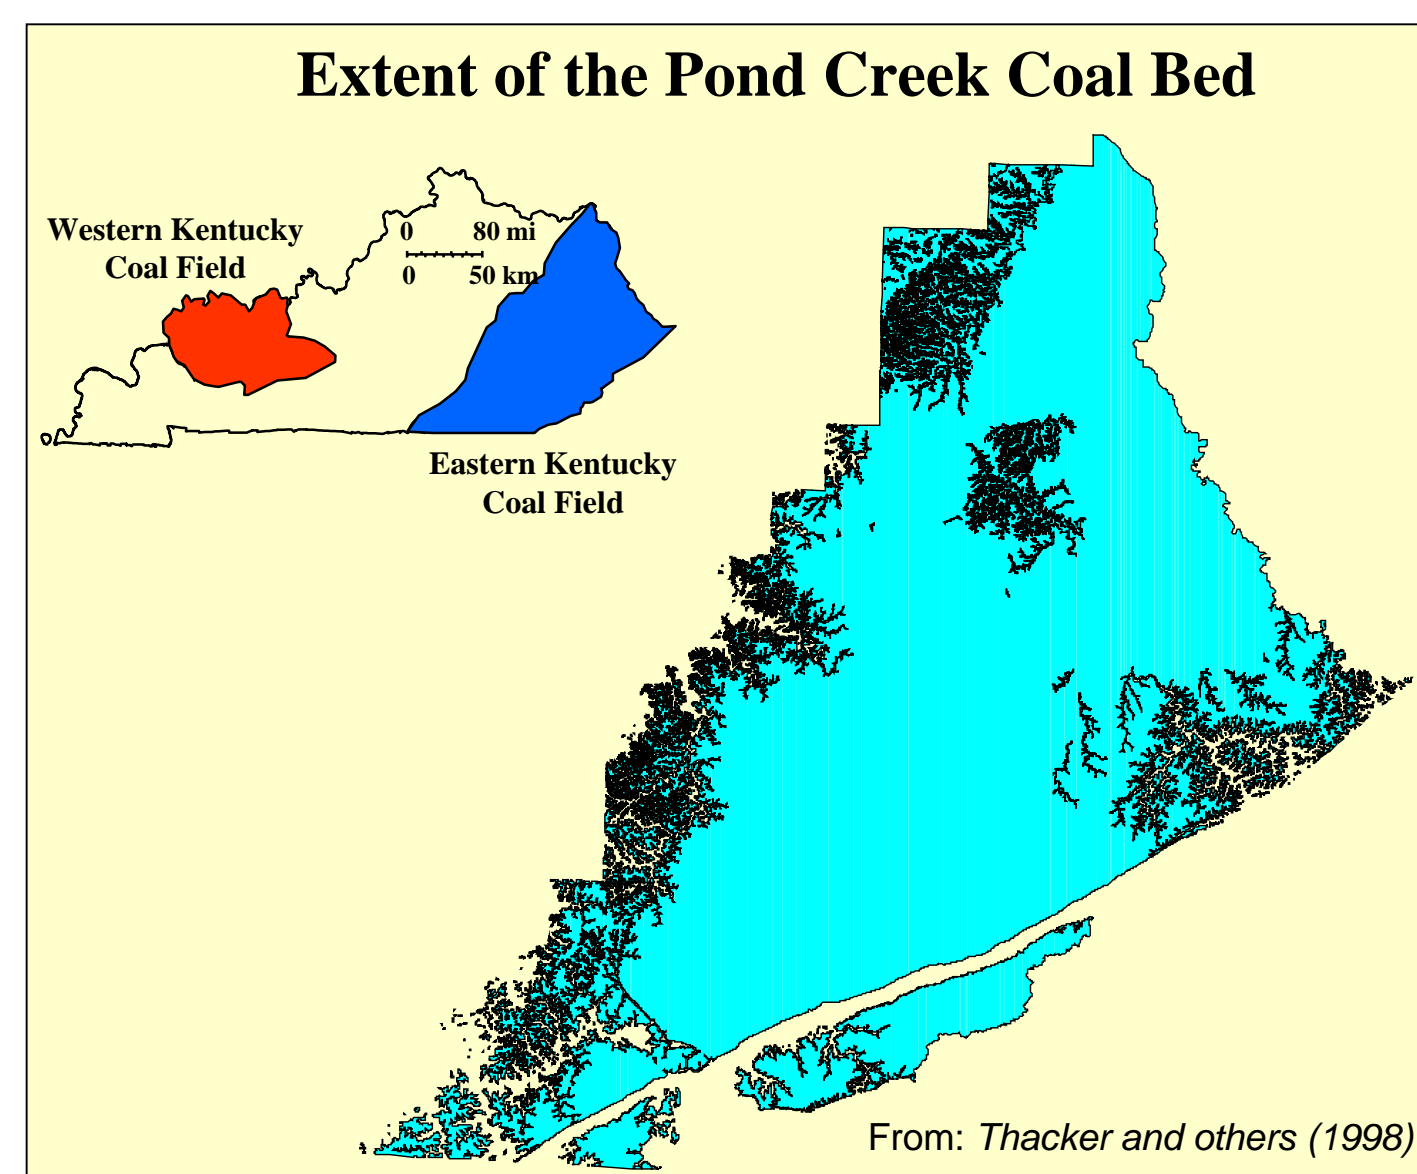 Extent of the Pond Creek Coal Bed
Western Kentucky
Coal Field
0 80 mi
0 50 km
Eastern Kentucky
Coal Field
From: Thacker and others (1998)